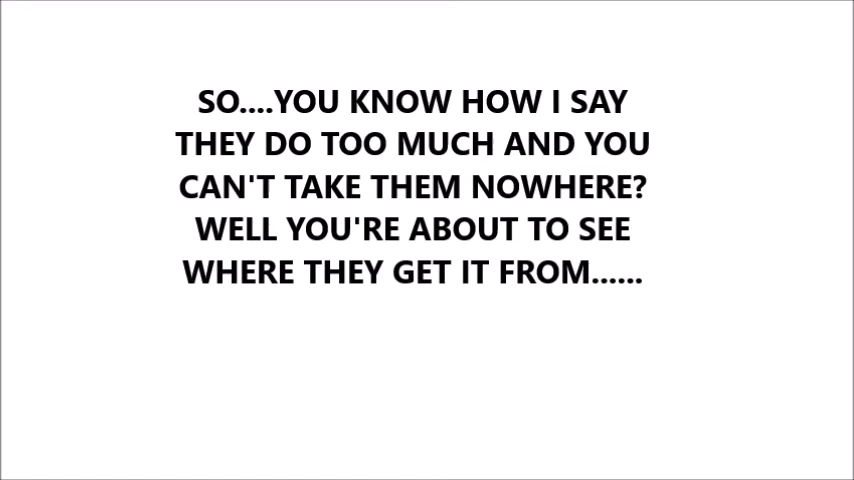 SO....YOU KNOW HOW I SAY
THEY DO TOO MUCH AND YOU
CAN'T TAKE THEM NOWHERE?
WELL YOU'RE ABOUT TO SEE
WHERE THEY GET IT FROM......